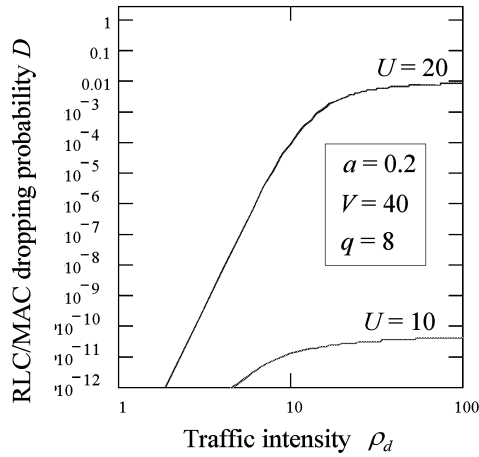 RLC/MAC dropping probability D
1
0.1
0.01
10⁻³
10⁻⁴
10⁻⁵
10⁻⁶
10⁻⁷
10⁻⁸
10⁻⁹
10⁻¹⁰
10⁻¹¹
10⁻¹²
U = 20
a = 0.2
V = 40
q = 8
U = 10
1 10 100
Traffic intensity ρd